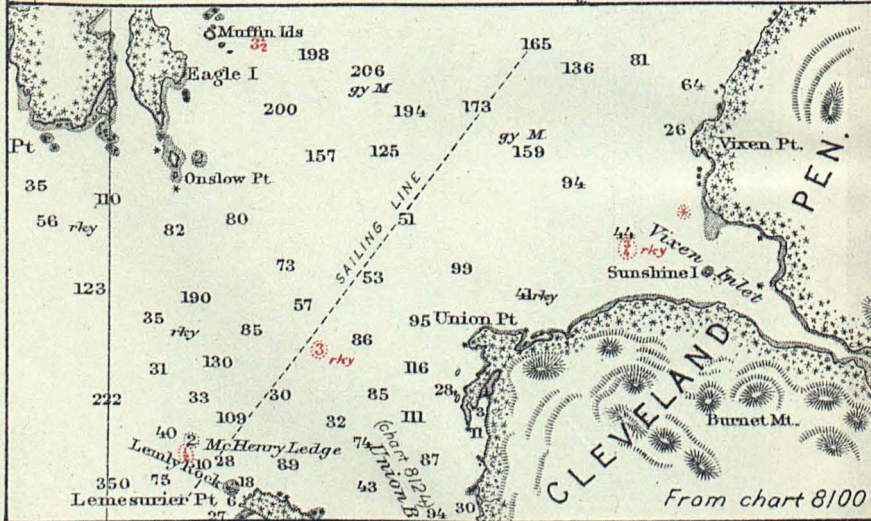 Muffin Ids
3½
198
165
136
81
206
gy M
Eagle I
64
200
194
173
26
gy M.
159
Vixen Pt.
PEN.
Pt
157
125
Onslow Pt.
94
35
110
56 rky
82
80
51
SAILING LINE
44
rky
Vixen Inlet
73
53
99
Sunshine I
123
190
57
rky
35
rky
85
95 Union Pt
86
3 rky
31
130
116
28
222
33
30
85
CLEVELAND
109
32
111
Burnet Mt.
40
2
McHenry Ledge
74
(chart 8124)
Union B
Lemly Rock
10
28
89
87
350
75
18
43
Lemesurier Pt
6
27
94
30
From chart 8100